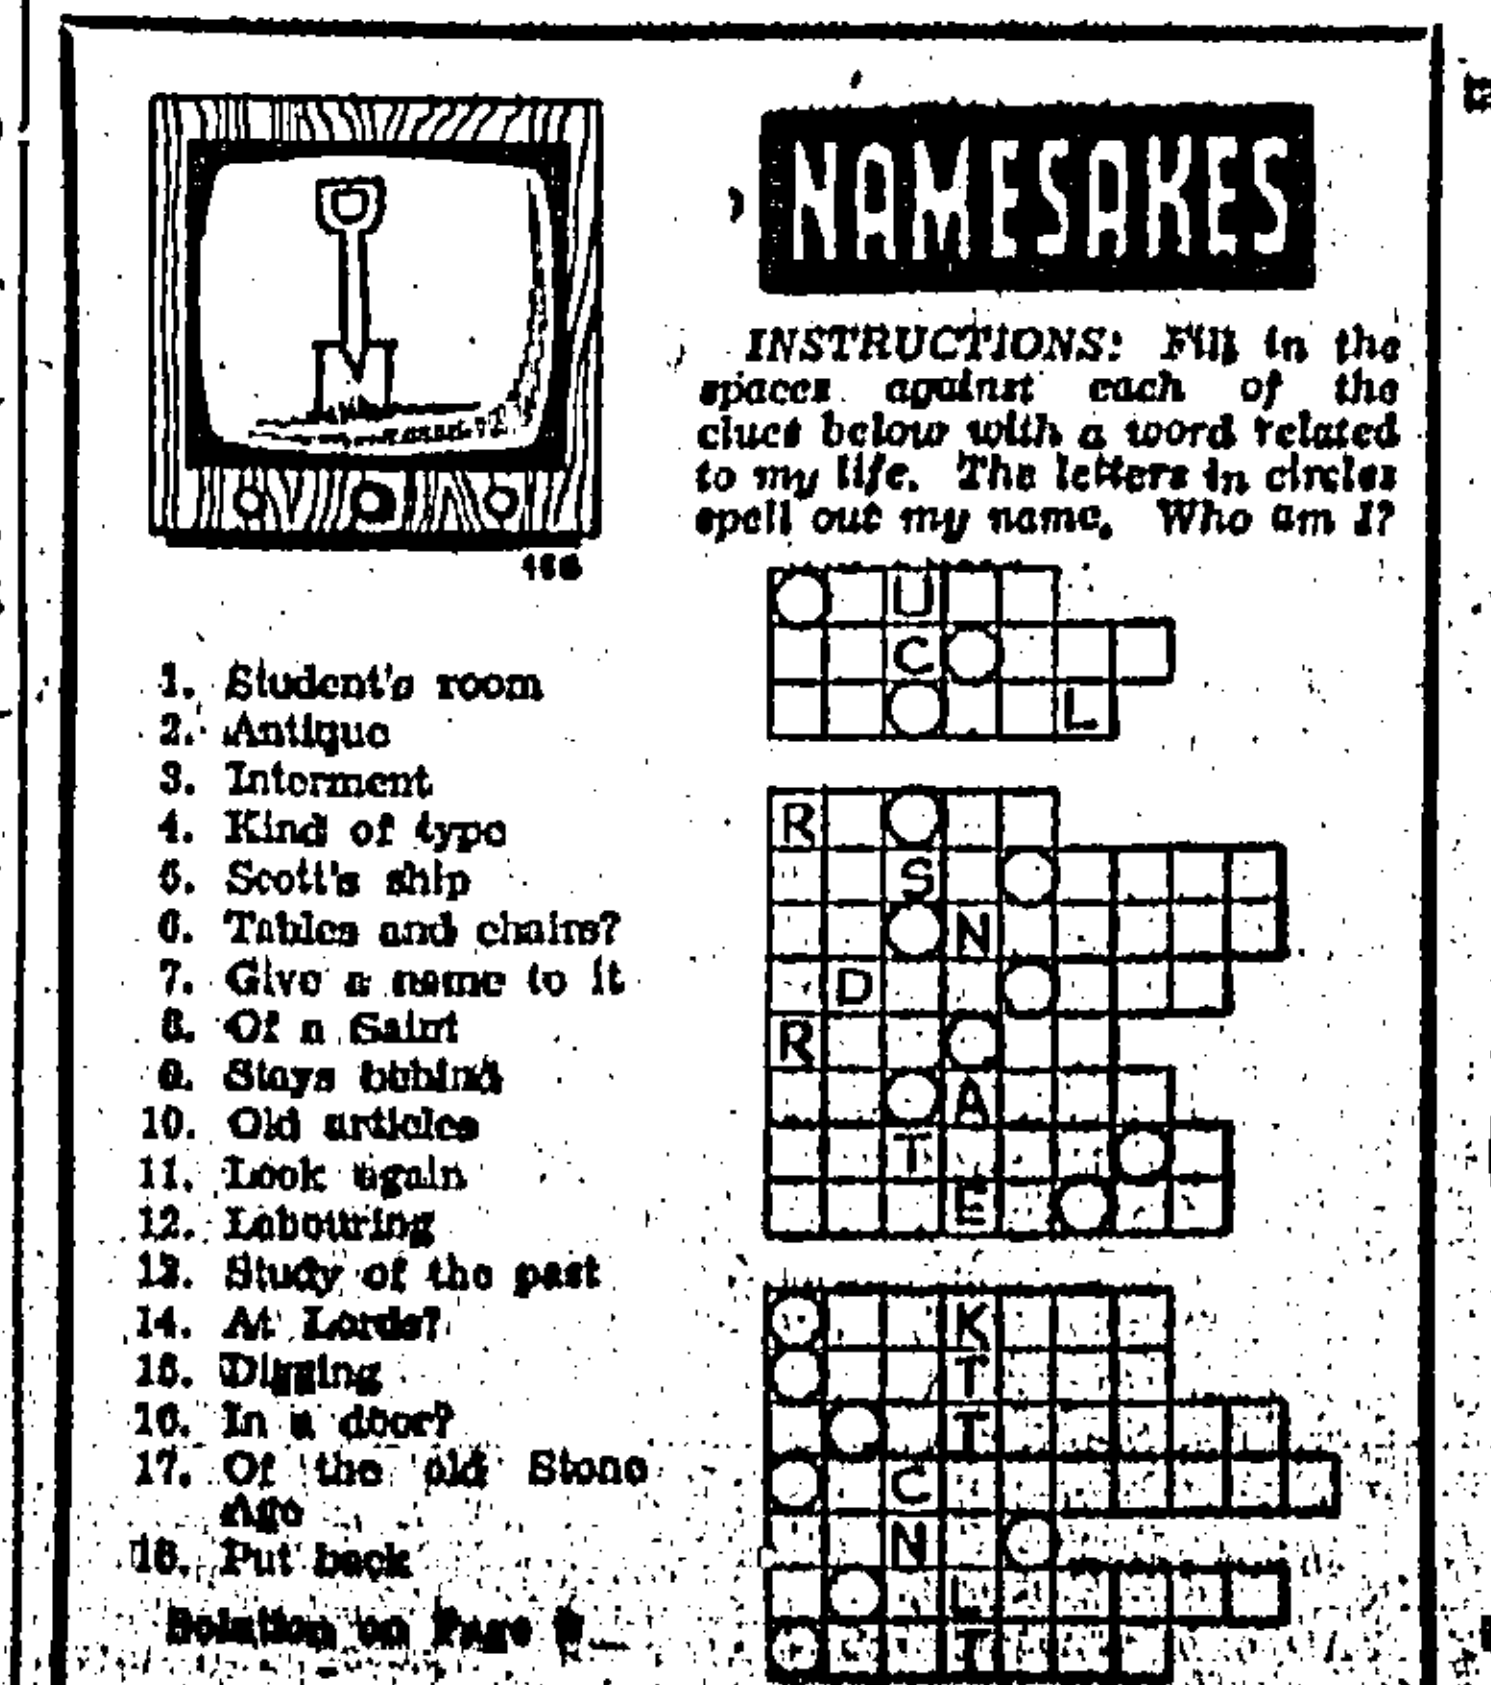 NAMESAKES
INSTRUCTIONS: Fill in the
spaces against each of the
clues below with a word related
to my life. The letters in circles
spell out my name. Who am I?
1. Student's room
2. Antique
3. Interment
4. Kind of type
5. Scott's ship
6. Tables and chairs?
7. Give a name to it
8. Of a Saint
9. Stays behind
10. Old articles
11. Look again
12. Labouring
13. Study of the past
14. At Lords?
15. Digging
16. In a door?
17. Of the old Stone
Age
18. Put back
Solution on Page
U
C
L
R
S
N
D
R
A
T
E
K
T
T
C
N
L
T